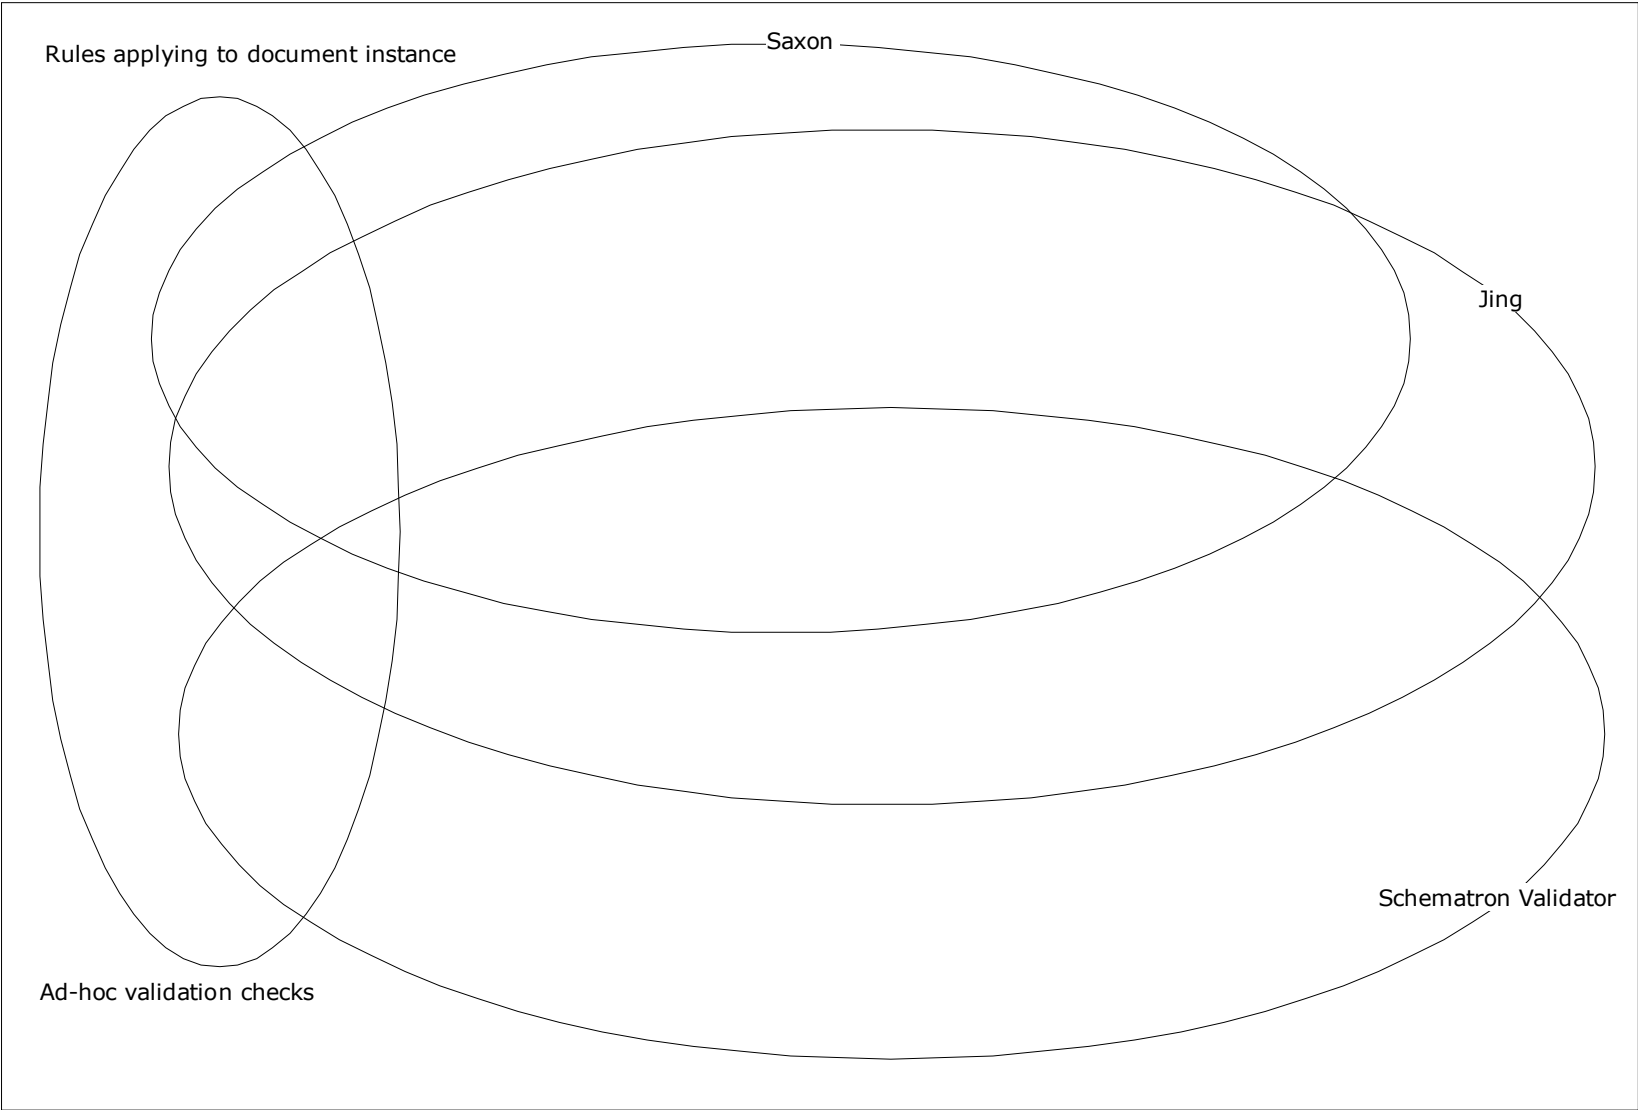 Saxon
Rules applying to document instance
Jing
Schematron Validator
Ad-hoc validation checks